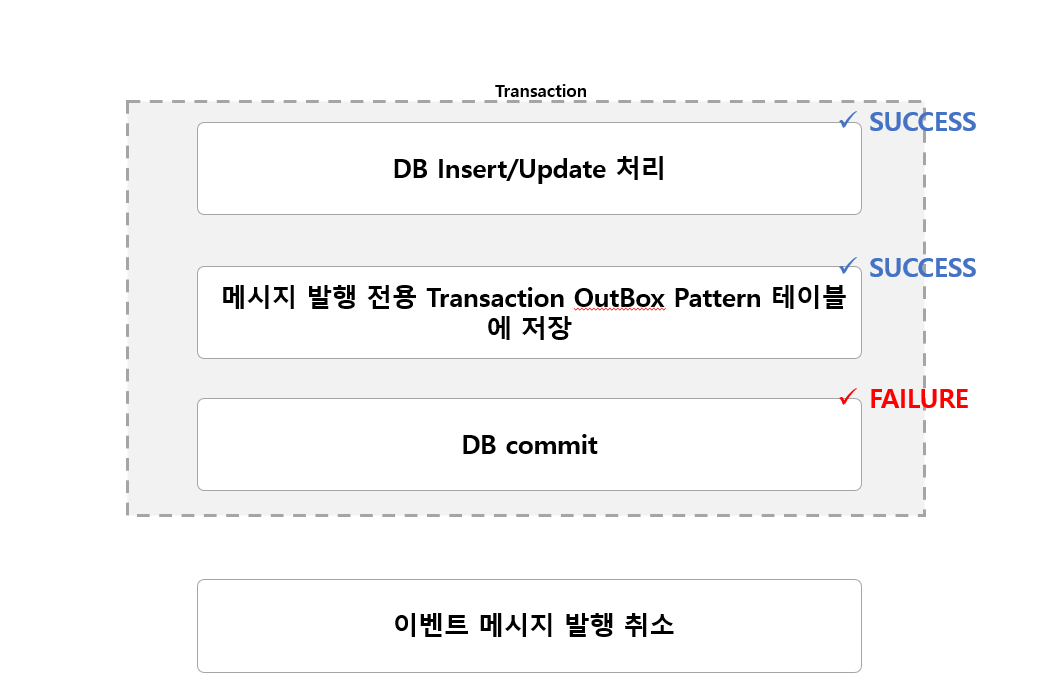 Transaction
✓ SUCCESS
DB Insert/Update 처리
✓ SUCCESS
메시지 발행 전용 Transaction OutBox Pattern 테이블
에 저장
✓ FAILURE
DB commit
이벤트 메시지 발행 취소